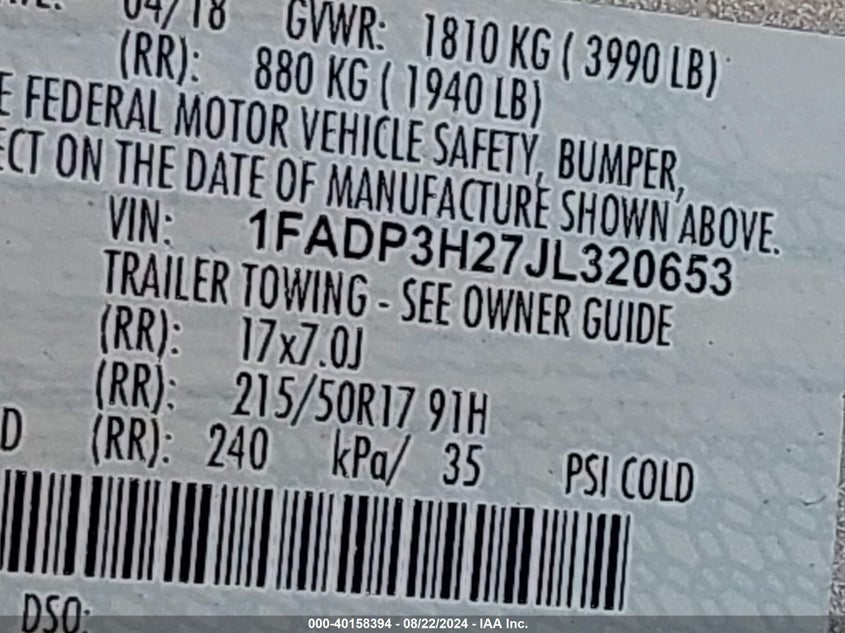 04/18 GVWR: 1810 KG ( 3990 LB)
(RR): 880 KG ( 1940 LB)
FEDERAL MOTOR VEHICLE SAFETY, BUMPER,
ON THE DATE OF MANUFACTURE SHOWN ABOVE.
VIN: 1FADP3H27JL320653
TRAILER TOWING - SEE OWNER GUIDE
(RR): 17x7.0J
(RR): 215/50R17 91H
D (RR): 240 kPa/ 35 PSI COLD
DSO:
000-40158394 - 08/22/2024 - IAA Inc.